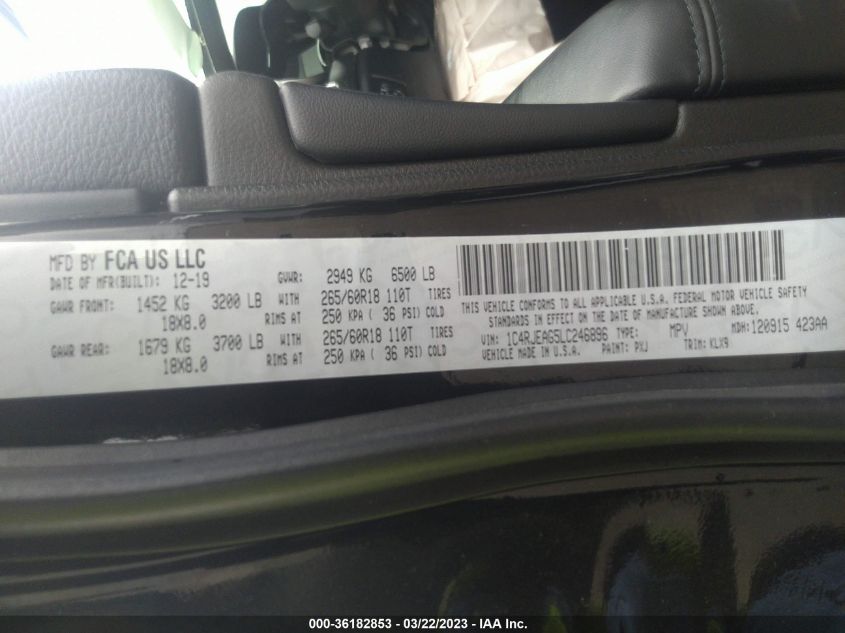 MFD BY FCA US LLC
DATE OF MFR(BUILT): 12-19 GVWR: 2949 KG 6500 LB
GAWR FRONT: 1452 KG 3200 LB WITH 265/60R18 110T TIRES
18X8.0 RIMS AT 250 KPA ( 36 PSI) COLD
GAWR REAR: 1679 KG 3700 LB WITH 265/60R18 110T TIRES
18X8.0 RIMS AT 250 KPA ( 36 PSI) COLD
THIS VEHICLE CONFORMS TO ALL APPLICABLE U.S.A. FEDERAL MOTOR VEHICLE SAFETY
STANDARDS IN EFFECT ON THE DATE OF MANUFACTURE SHOWN ABOVE.
VIN: 1C4RJEAG5LC246896 TYPE: MPV MDH: 120915 423AA
VEHICLE MADE IN U.S.A. PAINT: PXJ TRIM: KLX9
000-36182853 - 03/22/2023 - IAA Inc.